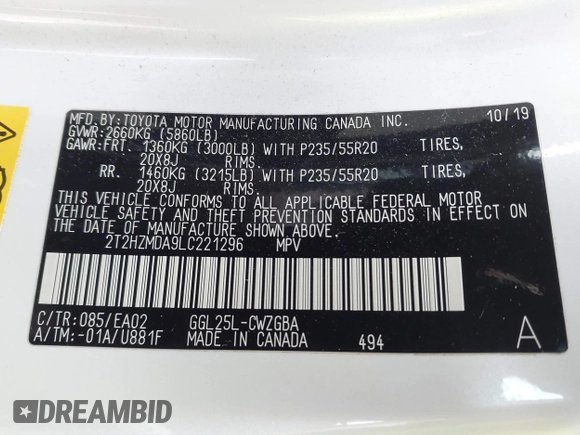 MFD.BY:TOYOTA MOTOR MANUFACTURING CANADA INC. 10/19
GVWR:2660KG (5860LB)
GAWR:FRT. 1360KG (3000LB) WITH P235/55R20 TIRES,
20X8J RIMS.
RR. 1460KG (3215LB) WITH P235/55R20 TIRES,
20X8J RIMS.
THIS VEHICLE CONFORMS TO ALL APPLICABLE FEDERAL MOTOR
VEHICLE SAFETY AND THEFT PREVENTION STANDARDS IN EFFECT ON
THE DATE OF MANUFACTURE SHOWN ABOVE.
2T2HZMDA9LC221296 MPV
C/TR:085/EA02 GGL25L-CWZGBA
A/TM:-01A/U881F MADE IN CANADA 494 A
DREAMBID